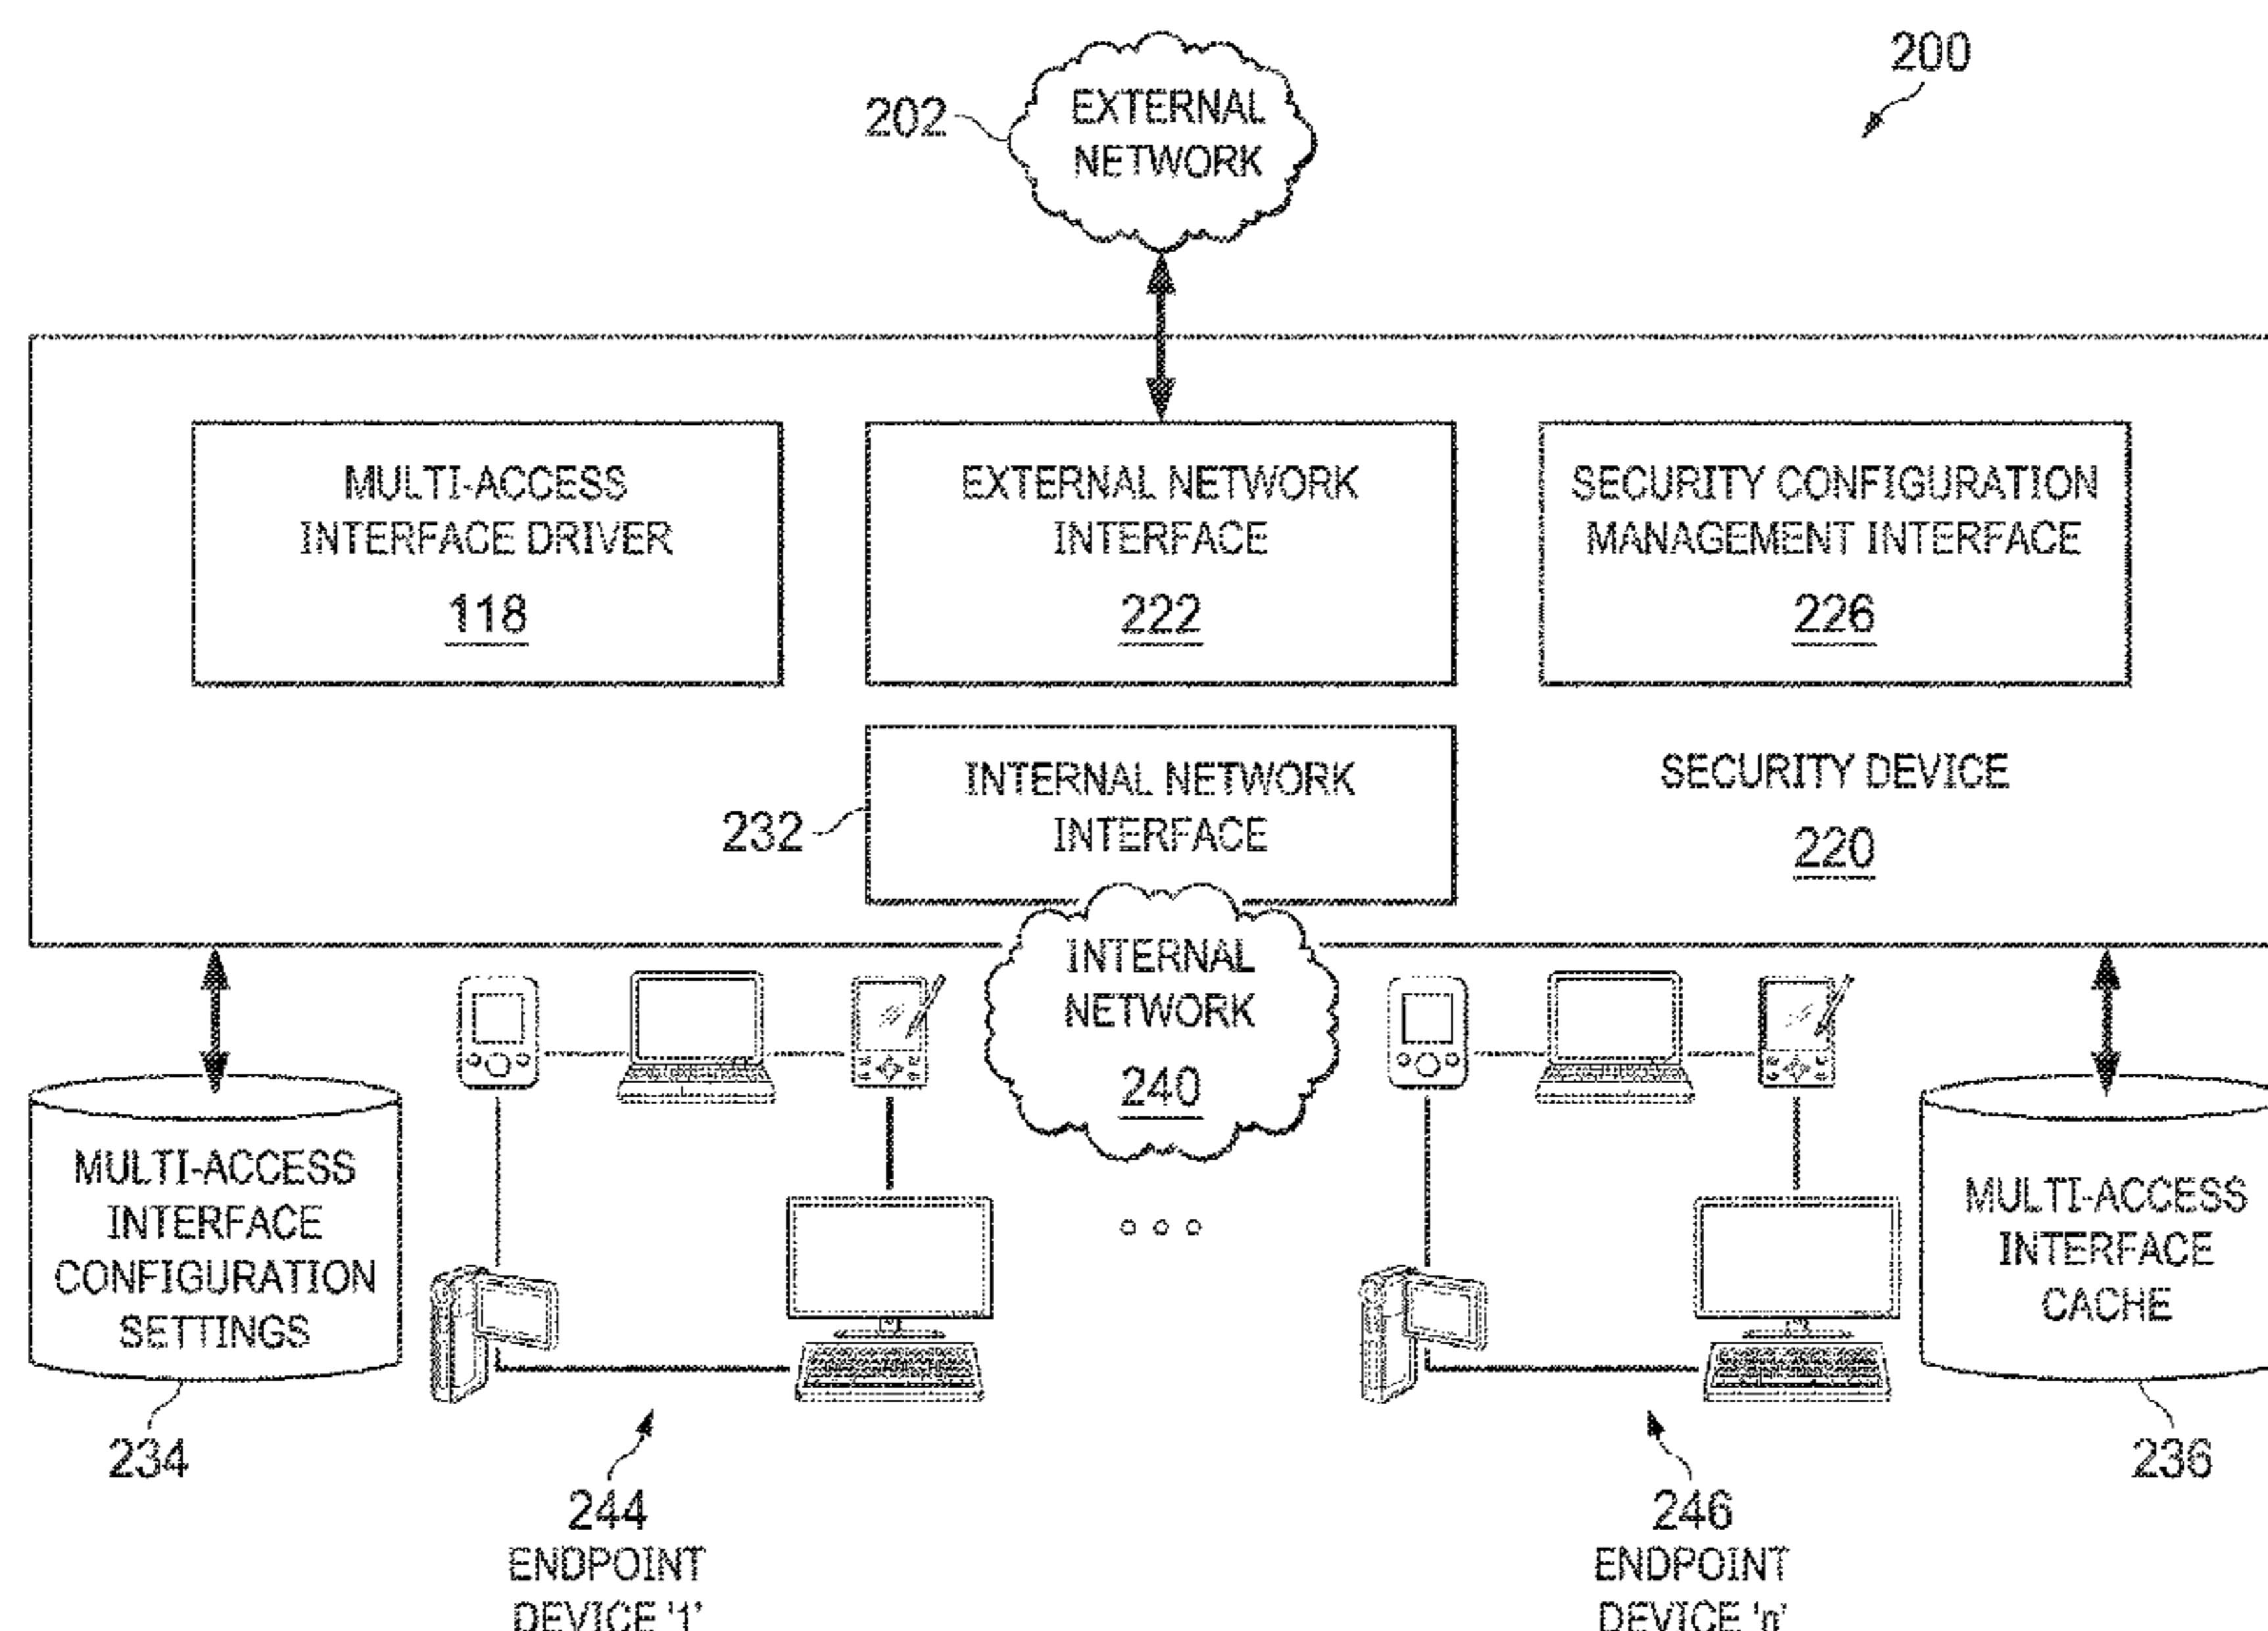 200
202
EXTERNAL
NETWORK
MULTI-ACCESS
INTERFACE DRIVER
118
EXTERNAL NETWORK
INTERFACE
222
SECURITY CONFIGURATION
MANAGEMENT INTERFACE
226
INTERNAL NETWORK
INTERFACE
232
SECURITY DEVICE
220
INTERNAL
NETWORK
240
MULTI-ACCESS
INTERFACE
CONFIGURATION
SETTINGS
234
MULTI-ACCESS
INTERFACE
CACHE
236
244
ENDPOINT
DEVICE '1'
246
ENDPOINT
DEVICE 'n'